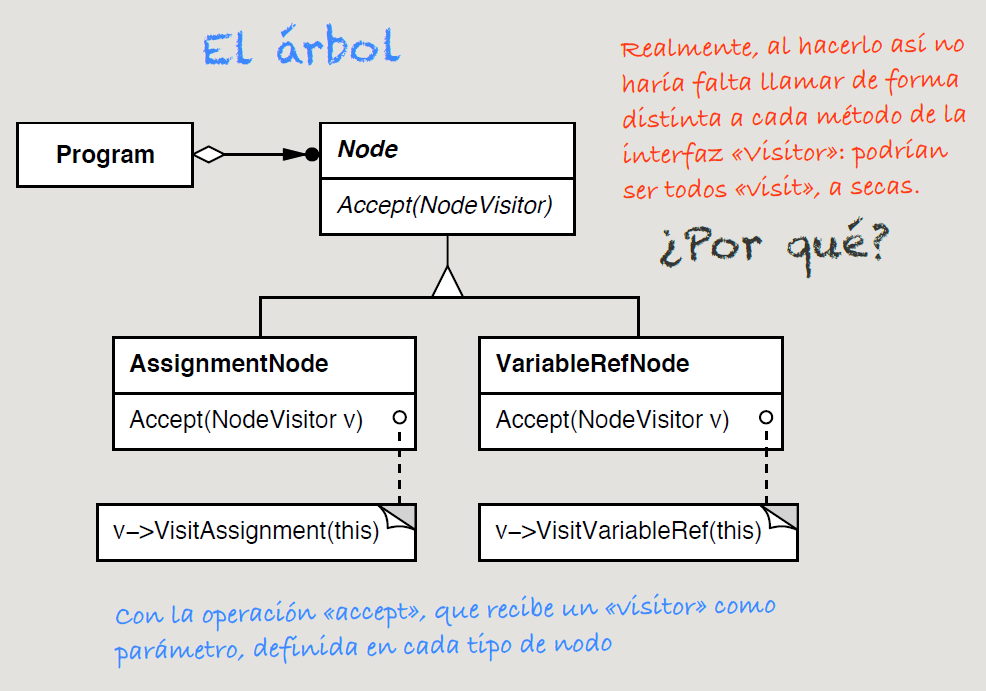 El árbol
Realmente, al hacerlo así no
haría falta llamar de forma
distinta a cada método de la
interfaz «Visitor»: podrían
ser todos «visit», a secas.
¿Por qué?
Program
Node
Accept(NodeVisitor)
AssignmentNode
Accept(NodeVisitor v)
v–>VisitAssignment(this)
VariableRefNode
Accept(NodeVisitor v)
v–>VisitVariableRef(this)
Con la operación «accept», que recibe un «visitor» como
parámetro, definida en cada tipo de nodo